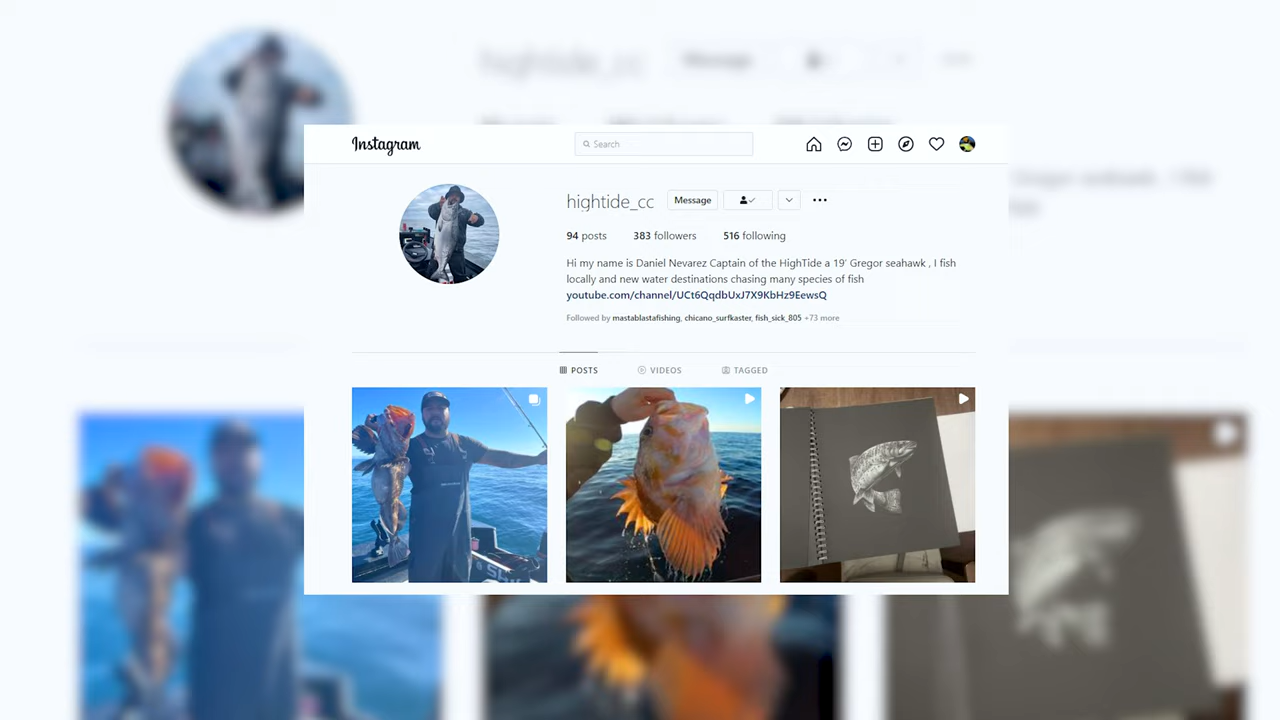 Instagram
Search
hightide_cc
Message
94 posts 383 followers 516 following
Hi my name is Daniel Nevarez Captain of the HighTide a 19' Gregor seahawk , I fish
locally and new water destinations chasing many species of fish
youtube.com/channel/UCt6QqdbUxJ7X9KbHz9EewsQ
Followed by mastablastafishing, chicano_surfkaster, fish_sick_805 +73 more
POSTS
VIDEOS
TAGGED